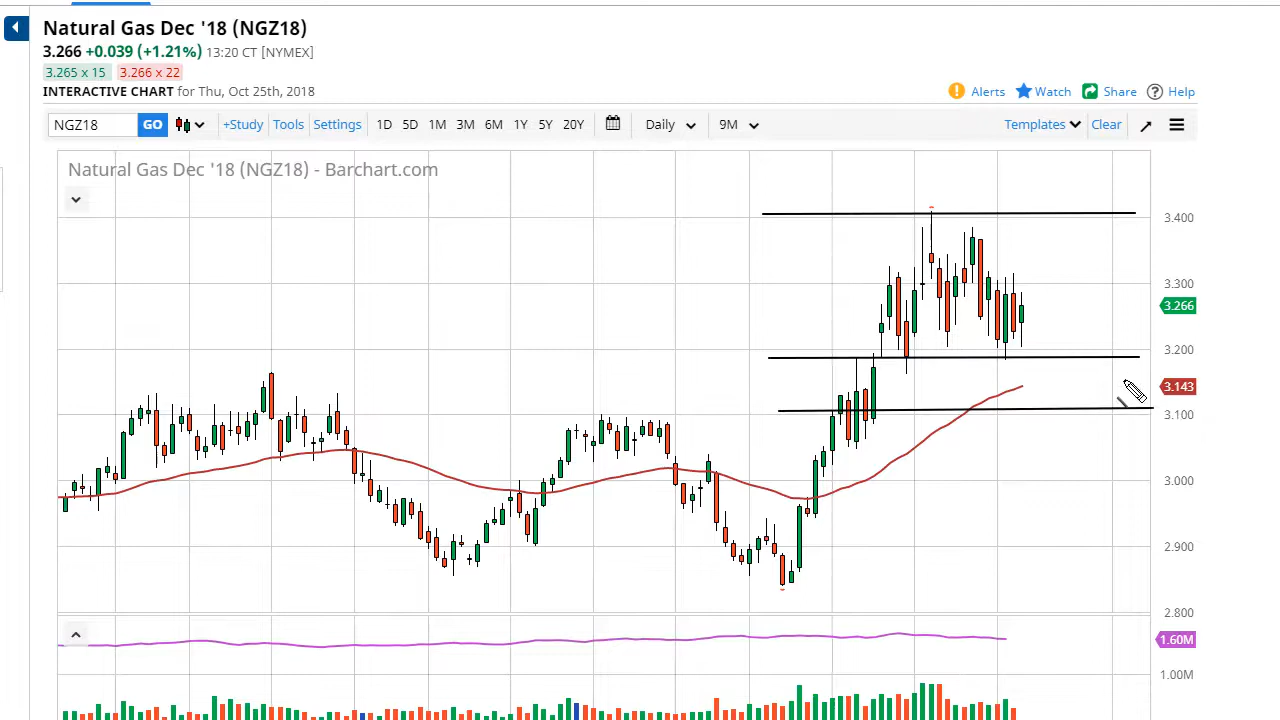 Natural Gas Dec '18 (NGZ18)
3.266 +0.039 (+1.21%) 13:20 CT [NYMEX]
3.265 x 15 3.266 x 22
INTERACTIVE CHART for Thu, Oct 25th, 2018
Alerts Watch Share Help
NGZ18 GO +Study Tools Settings 1D 5D 1M 3M 6M 1Y 5Y 20Y Daily 9M Templates Clear
Natural Gas Dec '18 (NGZ18) - Barchart.com
3.400
3.300
3.266
3.200
3.143
3.100
3.000
2.900
2.800
1.60M
1.00M